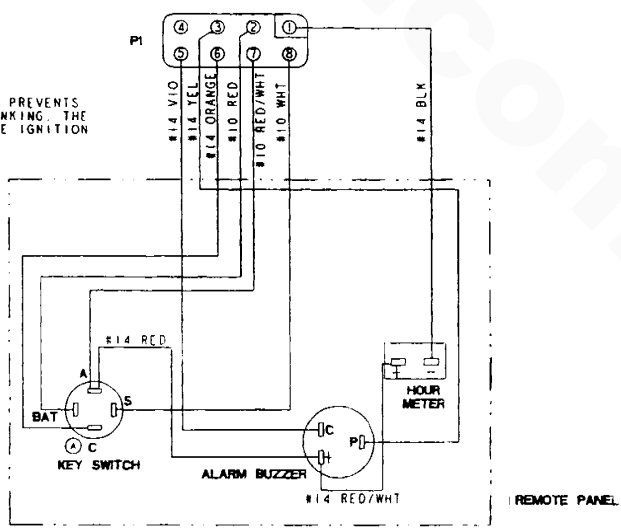 P1
4 3 2 1
5 6 7 8
PREVENTS
NKING. THE
E IGNITION
#14 VIO
#14 YEL
#14 ORANGE
#10 RED
#10 RED/WHT
#10 WHT
#14 BLK
#14 RED
A
S
BAT
A C
KEY SWITCH
+ -
HOUR
METER
C
P
+
ALARM BUZZER
#14 RED/WHT
REMOTE PANEL